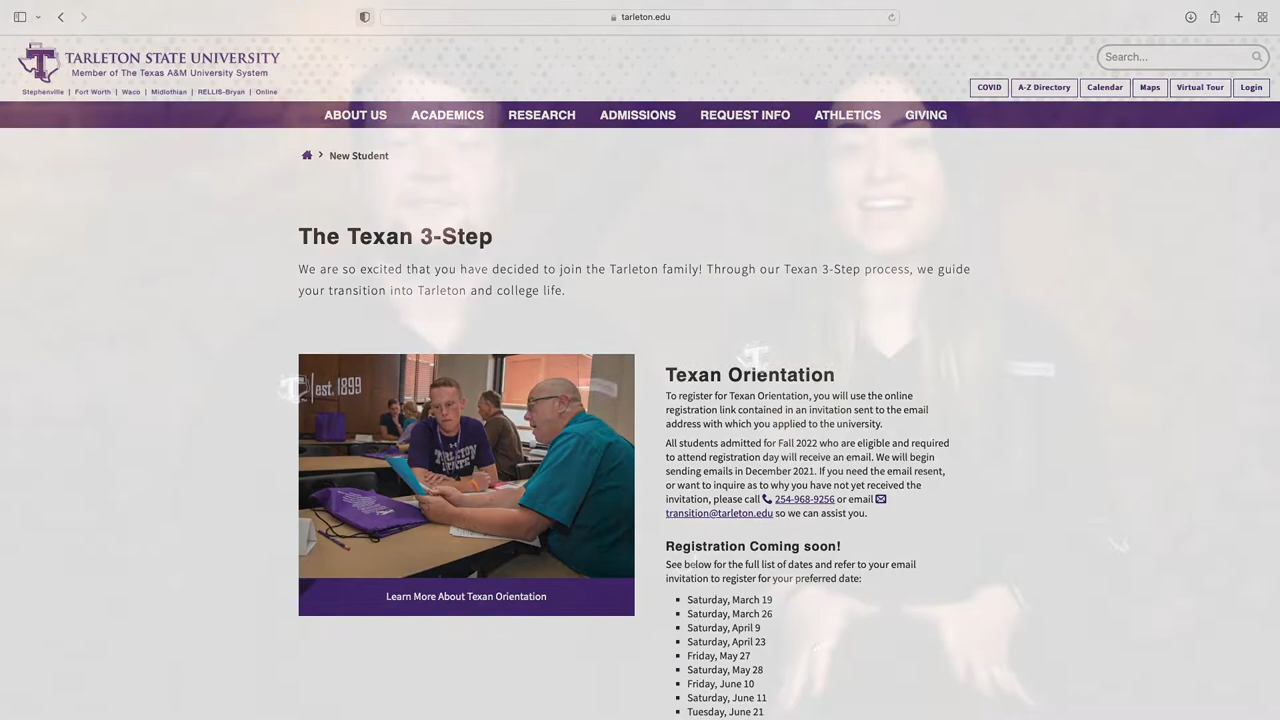 tarleton.edu
TARLETON STATE UNIVERSITY
Member of The Texas A&M University System
Stephenville | Fort Worth | Waco | Midlothian | RELLIS-Bryan | Online
Search...
COVID
A-Z Directory
Calendar
Maps
Virtual Tour
Login
ABOUT US
ACADEMICS
RESEARCH
ADMISSIONS
REQUEST INFO
ATHLETICS
GIVING
New Student
The Texan 3-Step
We are so excited that you have decided to join the Tarleton family! Through our Texan 3-Step process, we guide
your transition into Tarleton and college life.
est. 1899
TARLETON
STATE
Learn More About Texan Orientation
Texan Orientation
To register for Texan Orientation, you will use the online
registration link contained in an invitation sent to the email
address with which you applied to the university.
All students admitted for Fall 2022 who are eligible and required
to attend registration day will receive an email. We will begin
sending emails in December 2021. If you need the email resent,
or want to inquire as to why you have not yet received the
invitation, please call 254-968-9256 or email
transition@tarleton.edu so we can assist you.
Registration Coming soon!
See below for the full list of dates and refer to your email
invitation to register for your preferred date:
Saturday, March 19
Saturday, March 26
Saturday, April 9
Saturday, April 23
Friday, May 27
Saturday, May 28
Friday, June 10
Saturday, June 11
Tuesday, June 21